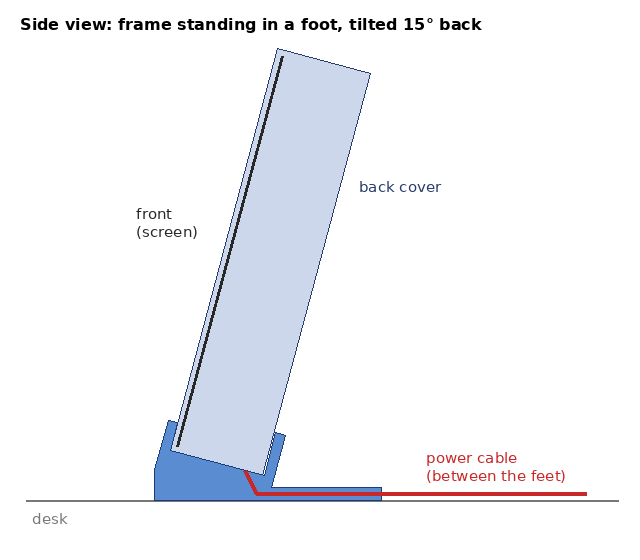 Side view: frame standing in a foot, tilted 15° back
back cover
front
(screen)
power cable
(between the feet)
desk